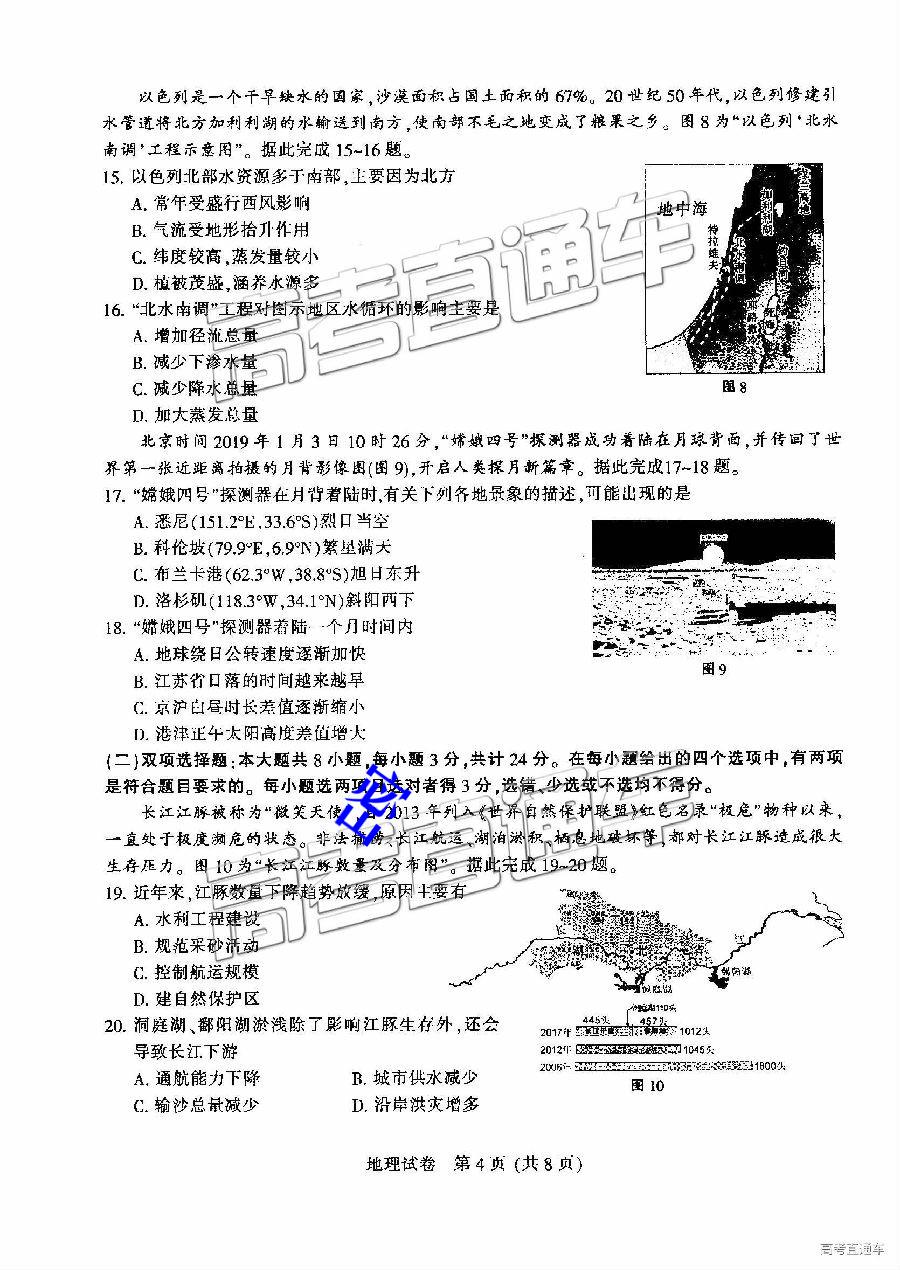 以色列是一个干旱缺水的国家,沙漠面积占国土面积的67%。20世纪50年代,以色列修建引
水管道将北方加利利湖的水输送到南方,使南部不毛之地变成了粮果之乡。图8为“以色列‘北水
南调’工程示意图”。据此完成15~16题。
15. 以色列北部水资源多于南部,主要因为北方
A. 常年受盛行西风影响
B. 气流受地形抬升作用
C. 纬度较高,蒸发量较小
D. 植被茂盛,涵养水源多
地中海
加利利湖
特拉维夫
死海
图8
16. “北水南调”工程对图示地区水循环的影响主要是
A. 增加径流总量
B. 减少下渗水量
C. 减少降水总量
D. 加大蒸发总量
北京时间2019年1月3日10时26分,“嫦娥四号”探测器成功着陆在月球背面,并传回了世
界第一张近距离拍摄的月背影像图(图9),开启人类探月新篇章。据此完成17~18题。
17. “嫦娥四号”探测器在月背着陆时,有关下列各地景象的描述,可能出现的是
A. 悉尼(151.2°E,33.6°S)烈日当空
B. 科伦坡(79.9°E,6.9°N)繁星满天
C. 布兰卡港(62.3°W,38.8°S)旭日东升
D. 洛杉矶(118.3°W,34.1°N)斜阳西下
图9
18. “嫦娥四号”探测器着陆一个月时间内
A. 地球绕日公转速度逐渐加快
B. 江苏省日落的时间越来越早
C. 京沪白昼时长差值逐渐缩小
D. 港津正午太阳高度差值增大
(二)双项选择题:本大题共8小题,每小题3分,共计24分。在每小题给出的四个选项中,有两项
是符合题目要求的。每小题选两项且选对者得3分,选错、少选或不选均不得分。
长江江豚被称为“微笑天使”,自2013年列入《世界自然保护联盟》红色名录“极危”物种以来,
一直处于极度濒危的状态。非法捕捞、长江航运、湖泊淤积、栖息地破坏等,都对长江江豚造成很大
生存压力。图10为“长江江豚数量及分布图”。据此完成19~20题。
19. 近年来,江豚数量下降趋势放缓,原因主要有
A. 水利工程建设
B. 规范采砂活动
C. 控制航运规模
D. 建自然保护区
鄱阳湖
洞庭湖
洞庭湖110头
445头 457头
2017年 1012头
2012年 1045头
2006年 1800头
图10
20. 洞庭湖、鄱阳湖淤浅除了影响江豚生存外,还会
导致长江下游
A. 通航能力下降 B. 城市供水减少
C. 输沙总量减少 D. 沿岸洪灾增多
地理试卷 第4页(共8页)
高考直通车
高考直通车
密
高考直通车